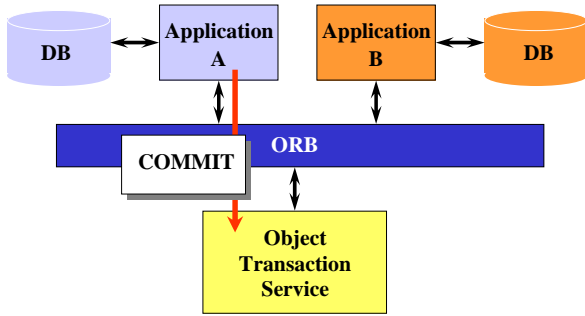 DB
Application
A
Application
B
DB
ORB
COMMIT
Object
Transaction
Service